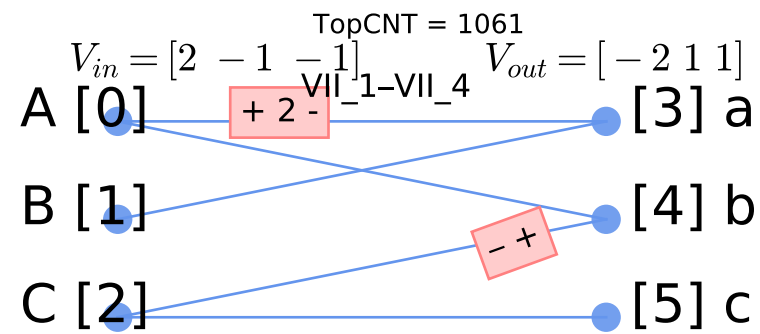 TopCNT = 1061
V_in = [2 −1 −1] V_out = [−2 1 1]
VII_1–VII_4
A [0] + 2 - [3] a
B [1] [4] b
− +
C [2] [5] c